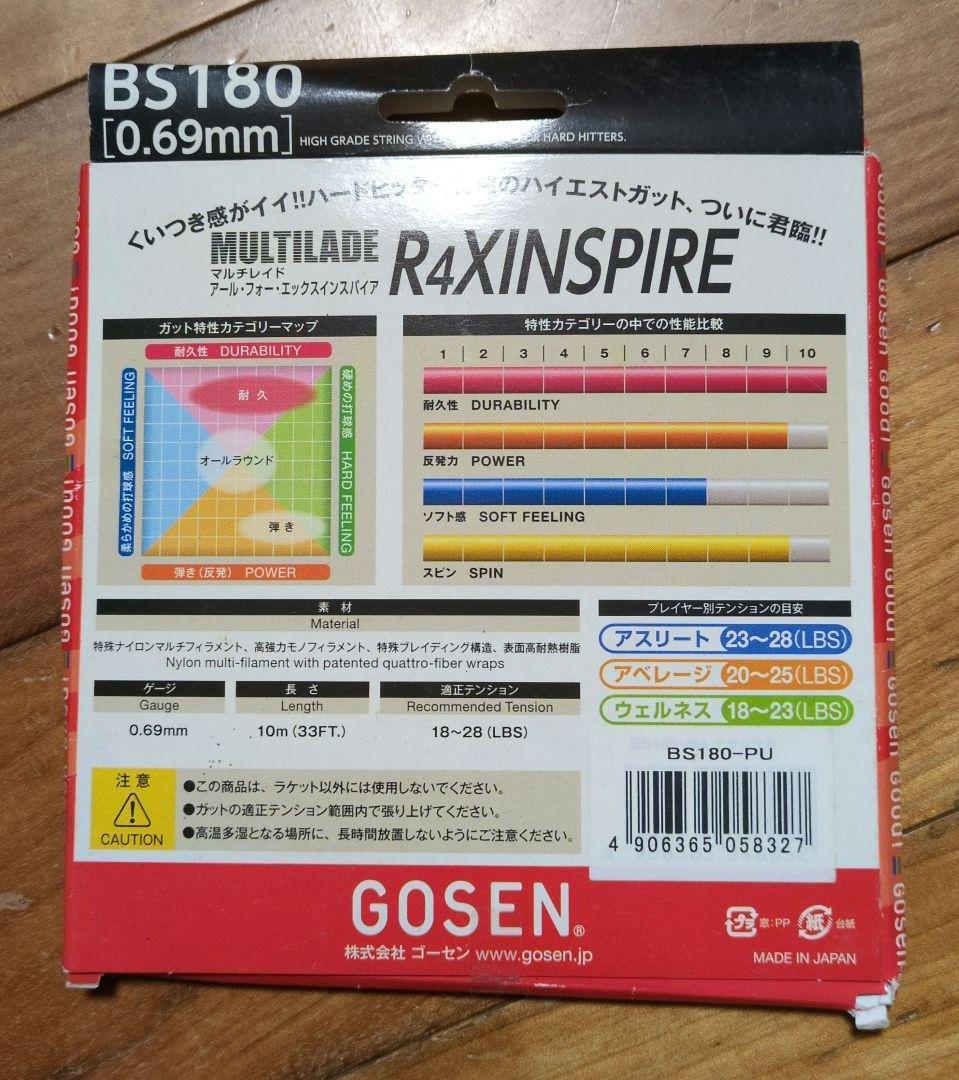 BS180
[0.69mm] HIGH GRADE STRING HARD HITTERS.
くいつき感がイイ!!ハードヒッター のハイエストガット、ついに君臨!!
MULTILADE R4XINSPIRE
マルチレイド
アール・フォー・エックスインスパイア
ガット特性カテゴリーマップ
耐久性 DURABILITY
柔らかめの打球感 SOFT FEELING
硬めの打球感 HARD FEELING
耐久
オールラウンド
弾き
弾き(反発) POWER
特性カテゴリーの中での性能比較
1 2 3 4 5 6 7 8 9 10
耐久性 DURABILITY
反発力 POWER
ソフト感 SOFT FEELING
スピン SPIN
素材
Material
特殊ナイロンマルチフィラメント、高強力モノフィラメント、特殊ブレイディング構造、表面高耐熱樹脂
Nylon multi-filament with patented quattro-fiber wraps
ゲージ
Gauge
0.69mm
長さ
Length
10m (33FT.)
適正テンション
Recommended Tension
18〜28 (LBS)
プレイヤー別テンションの目安
アスリート 23〜28(LBS)
アベレージ 20〜25(LBS)
ウェルネス 18〜23(LBS)
BS180-PU
4 906365 058327
注意
CAUTION
●この商品は、ラケット以外には使用しないでください。
●ガットの適正テンション範囲内で張り上げてください。
●高温多湿となる場所に、長時間放置しないようにご注意ください。
GOSEN®
株式会社 ゴーセン www.gosen.jp
プラ 窓:PP 紙 台紙
MADE IN JAPAN
Gosen Good! Gosen Good! Gosen
Good! Gosen Good! Gosen Good! Gosen